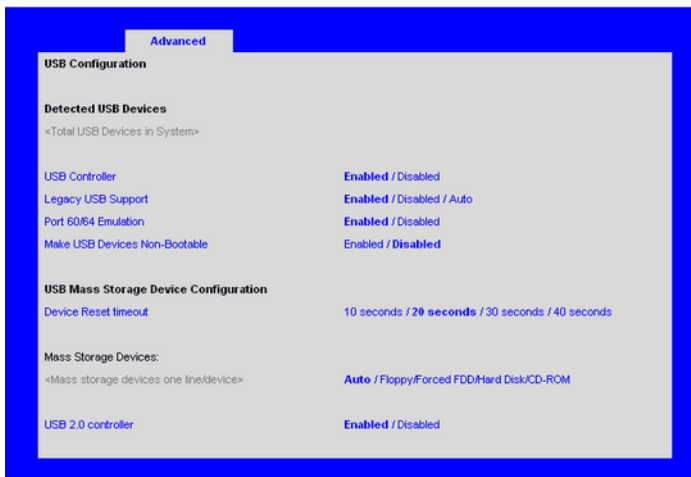 Advanced
USB Configuration
Detected USB Devices
<Total USB Devices in System>
USB Controller Enabled / Disabled
Legacy USB Support Enabled / Disabled / Auto
Port 60/64 Emulation Enabled / Disabled
Make USB Devices Non-Bootable Enabled / Disabled
USB Mass Storage Device Configuration
Device Reset timeout 10 seconds / 20 seconds / 30 seconds / 40 seconds
Mass Storage Devices:
<Mass storage devices one line/device> Auto / Floppy/Forced FDD/Hard Disk/CD-ROM
USB 2.0 controller Enabled / Disabled